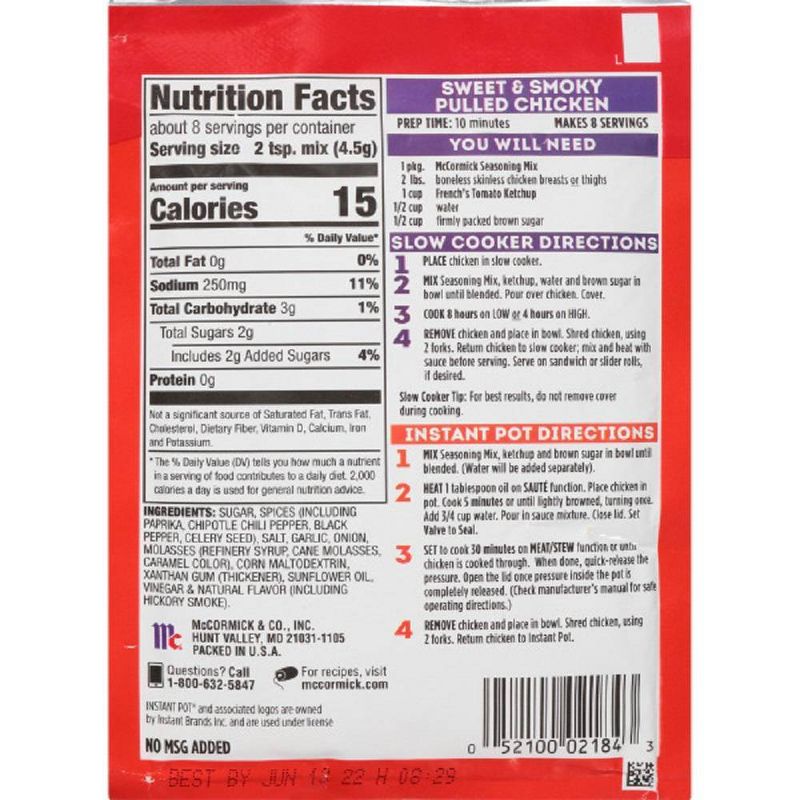 L
Nutrition Facts
about 8 servings per container
Serving size 2 tsp. mix (4.5g)
Amount per serving
Calories 15
% Daily Value*
Total Fat 0g 0%
Sodium 250mg 11%
Total Carbohydrate 3g 1%
Total Sugars 2g
Includes 2g Added Sugars 4%
Protein 0g
Not a significant source of Saturated Fat, Trans Fat,
Cholesterol, Dietary Fiber, Vitamin D, Calcium, Iron
and Potassium.
*The % Daily Value (DV) tells you how much a nutrient
in a serving of food contributes to a daily diet. 2,000
calories a day is used for general nutrition advice.
INGREDIENTS: SUGAR, SPICES (INCLUDING
PAPRIKA, CHIPOTLE CHILI PEPPER, BLACK
PEPPER, CELERY SEED), SALT, GARLIC, ONION,
MOLASSES (REFINERY SYRUP, CANE MOLASSES,
CARAMEL COLOR), CORN MALTODEXTRIN,
XANTHAN GUM (THICKENER), SUNFLOWER OIL,
VINEGAR & NATURAL FLAVOR (INCLUDING
HICKORY SMOKE).
Mc
McCORMICK & CO., INC.
HUNT VALLEY, MD 21031-1105
PACKED IN U.S.A.
Questions? Call
1-800-632-5847
For recipes, visit
mccormick.com
INSTANT POT® and associated logos are owned
by Instant Brands Inc. and are used under license
NO MSG ADDED
BEST BY JUN 13 22 H 08:29
SWEET & SMOKY
PULLED CHICKEN
PREP TIME: 10 minutes MAKES 8 SERVINGS
YOU WILL NEED
1 pkg. McCormick Seasoning Mix
2 lbs. boneless skinless chicken breasts or thighs
1 cup French's Tomato Ketchup
1/2 cup water
1/2 cup firmly packed brown sugar
SLOW COOKER DIRECTIONS
1 PLACE chicken in slow cooker.
2 MIX Seasoning Mix, ketchup, water and brown sugar in
bowl until blended. Pour over chicken. Cover.
3 COOK 8 hours on LOW or 4 hours on HIGH.
4 REMOVE chicken and place in bowl. Shred chicken, using
2 forks. Return chicken to slow cooker; mix and heat with
sauce before serving. Serve on sandwich or slider rolls,
if desired.
Slow Cooker Tip: For best results, do not remove cover
during cooking.
INSTANT POT DIRECTIONS
1 MIX Seasoning Mix, ketchup and brown sugar in bowl until
blended. (Water will be added separately).
2 HEAT 1 tablespoon oil on SAUTÉ function. Place chicken in
pot. Cook 5 minutes or until lightly browned, turning once.
Add 3/4 cup water. Pour in sauce mixture. Close lid. Set
Valve to Seal.
3 SET to cook 30 minutes on MEAT/STEW function or until
chicken is cooked through. When done, quick-release the
pressure. Open the lid once pressure inside the pot is
completely released. (Check manufacturer's manual for safe
operating directions.)
4 REMOVE chicken and place in bowl. Shred chicken, using
2 forks. Return chicken to Instant Pot.
0 52100 02184 3